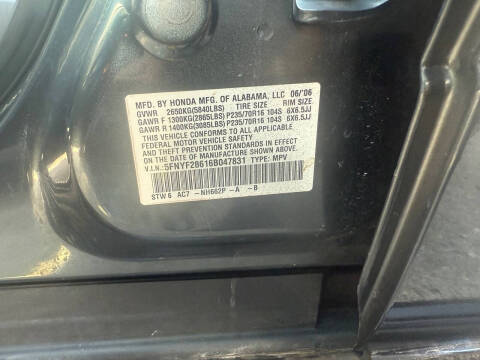 MFD. BY HONDA MFG. OF ALABAMA, LLC 06/'06
GVWR 2650KG(5840LBS) TIRE SIZE RIM SIZE
GAWR F 1300KG(2865LBS) P235/70R16 104S 6X6.5JJ
GAWR R 1400KG(3085LBS) P235/70R16 104S 6X6.5JJ
THIS VEHICLE CONFORMS TO ALL APPLICABLE
FEDERAL MOTOR VEHICLE SAFETY, BUMPER AND
THEFT PREVENTION STANDARDS IN EFFECT
ON THE DATE OF MANUFACTURE SHOWN ABOVE.
V.I.N.: 5FNYF28616B047831 TYPE: MPV
STW 6 AC7 -NH662P -A -B